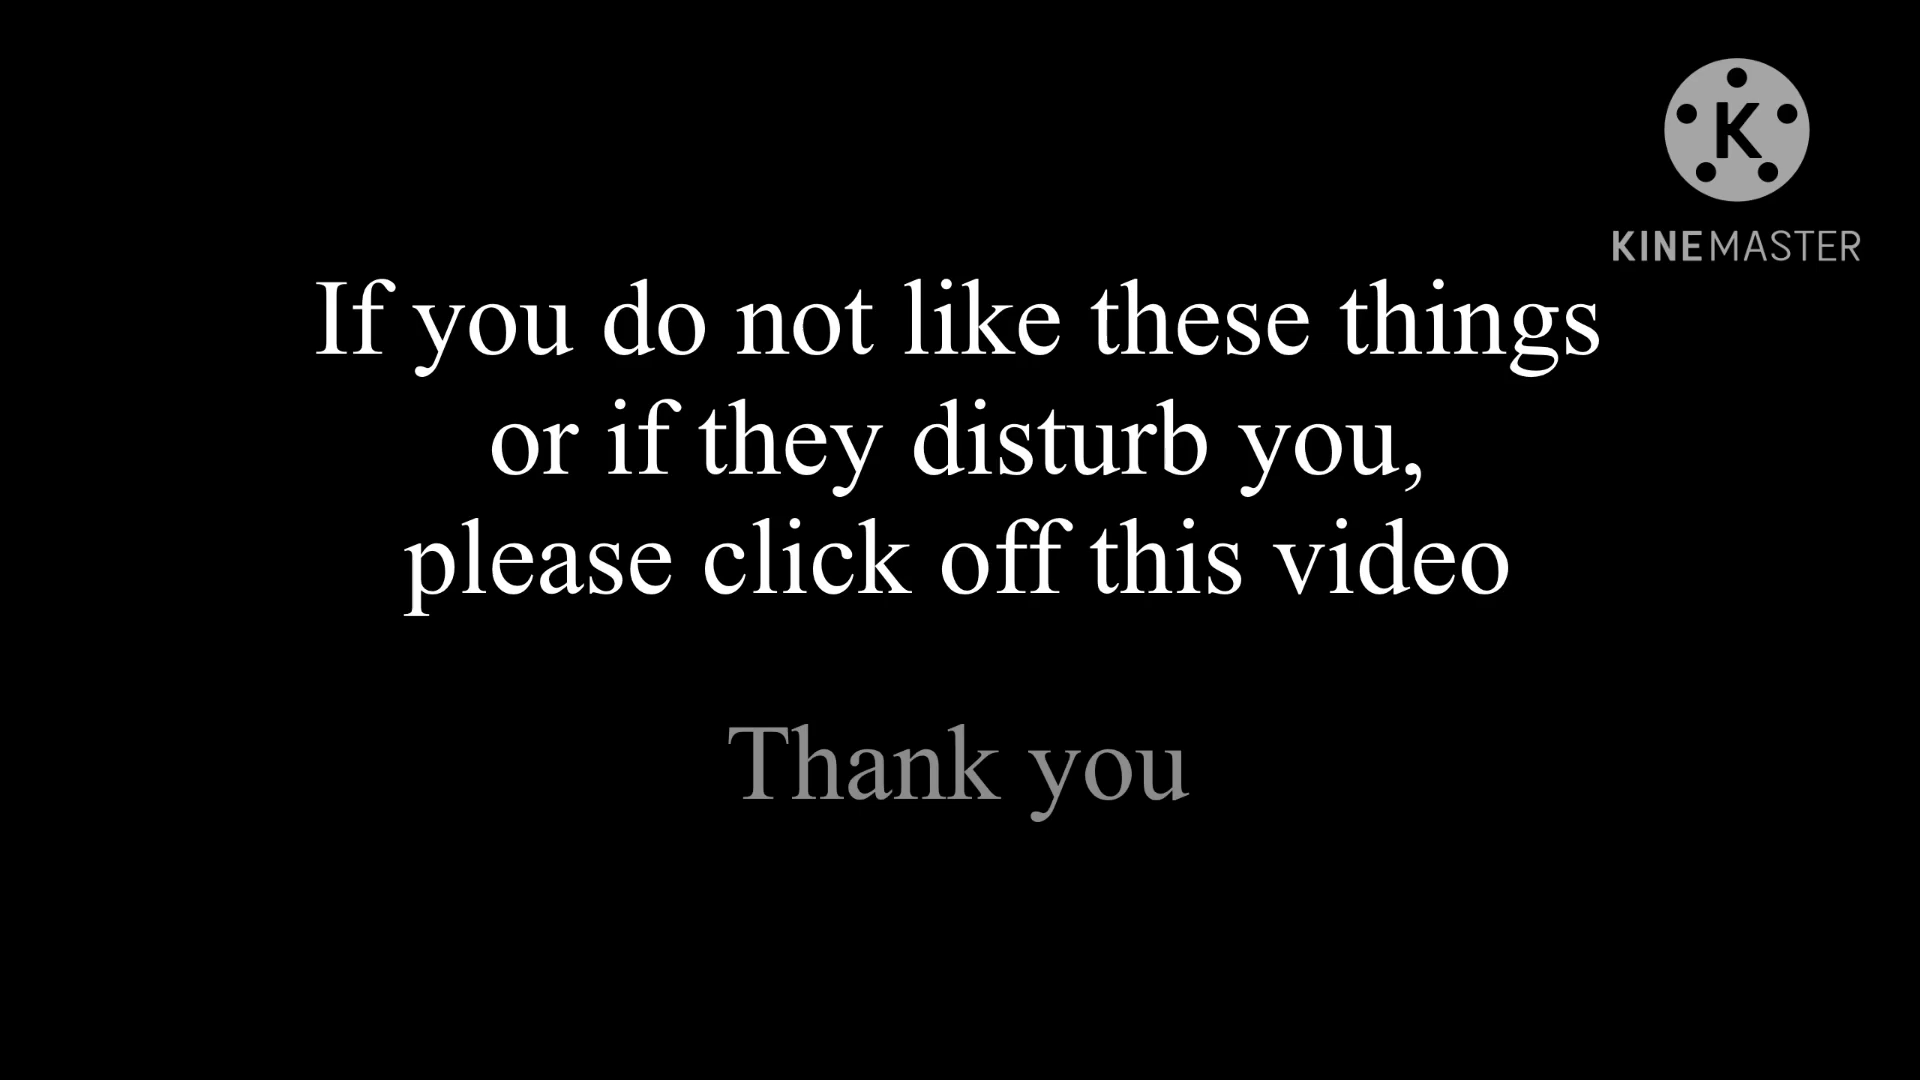 K
KINEMASTER
If you do not like these things
or if they disturb you,
please click off this video
Thank you